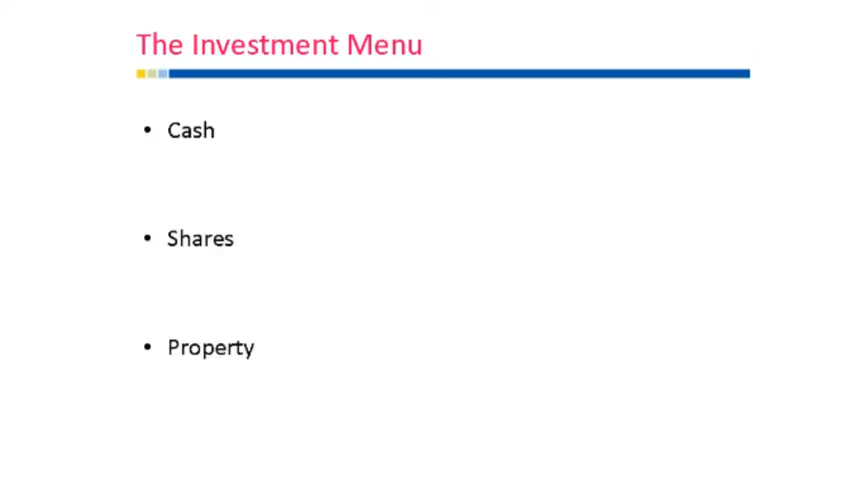 The Investment Menu
• Cash
• Shares
• Property